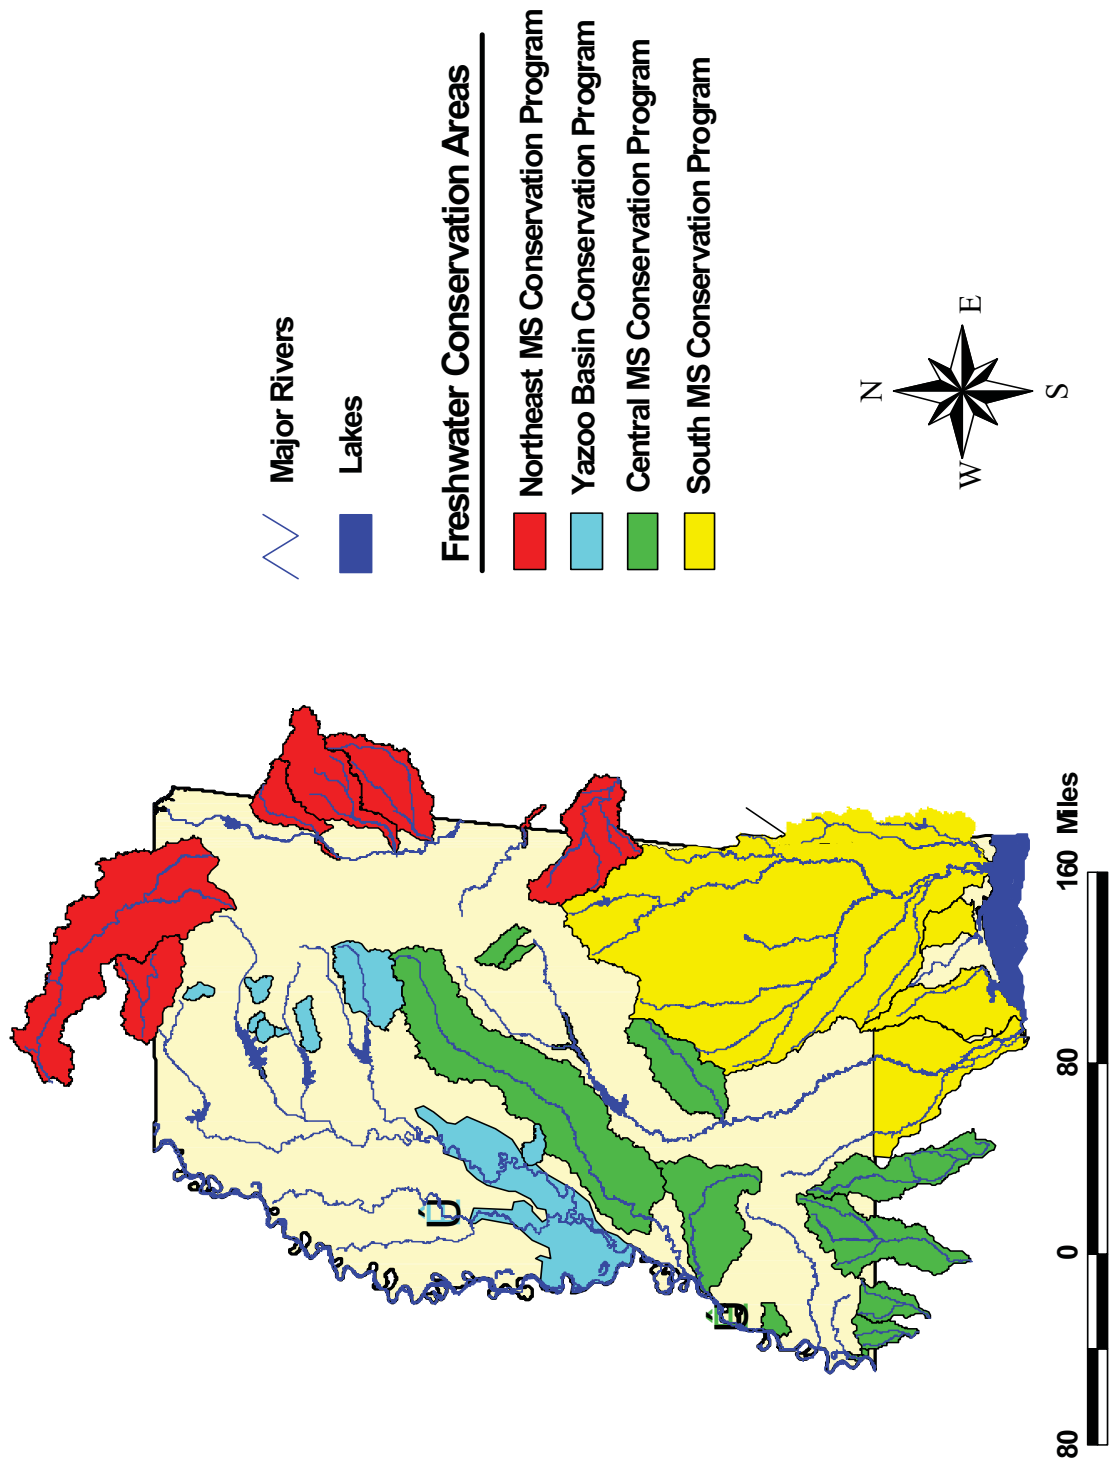 Major Rivers
Lakes
Freshwater Conservation Areas
Northeast MS Conservation Program
Yazoo Basin Conservation Program
Central MS Conservation Program
South MS Conservation Program
N
W
E
S
80
0
80
160
Miles